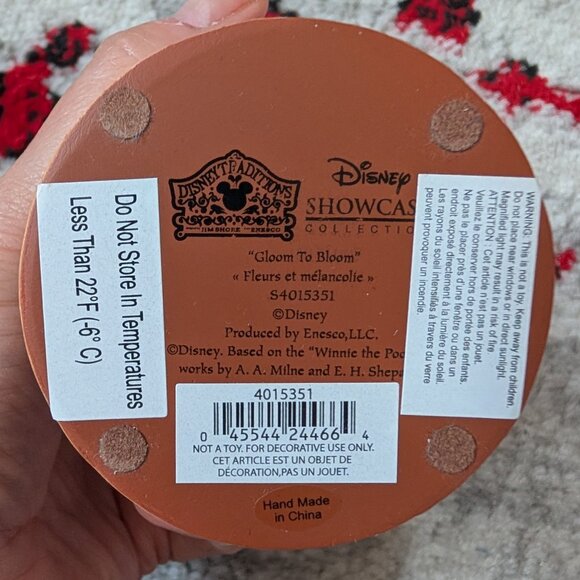 DISNEY TRADITIONS
JIM SHORE ENESCO
Disney
SHOWCAS
COLLECTION
"Gloom To Bloom"
« Fleurs et mélancolie »
S4015351
©Disney
Produced by Enesco,LLC.
©Disney. Based on the "Winnie the Poo
works by A. A. Milne and E. H. Shepa
Do Not Store In Temperatures
Less Than 22°F (-6° C)
WARNING: This is not a toy. Keep away from children.
Do not place near windows or in direct sunlight.
Magnified light may result in a risk of fire.
ATTENTION : Cet article n'est pas un jouet.
Veuillez le conserver hors de portée des enfants.
Ne pas le placer près d'une fenêtre ou dans un
endroit exposé directement à la lumière du soleil.
Les rayons du soleil intensifiés à travers du verre
peuvent provoquer un incendie.
4015351
0 45544 24466 4
NOT A TOY. FOR DECORATIVE USE ONLY.
CET ARTICLE EST UN OBJET DE
DÉCORATION,PAS UN JOUET.
Hand Made
in China